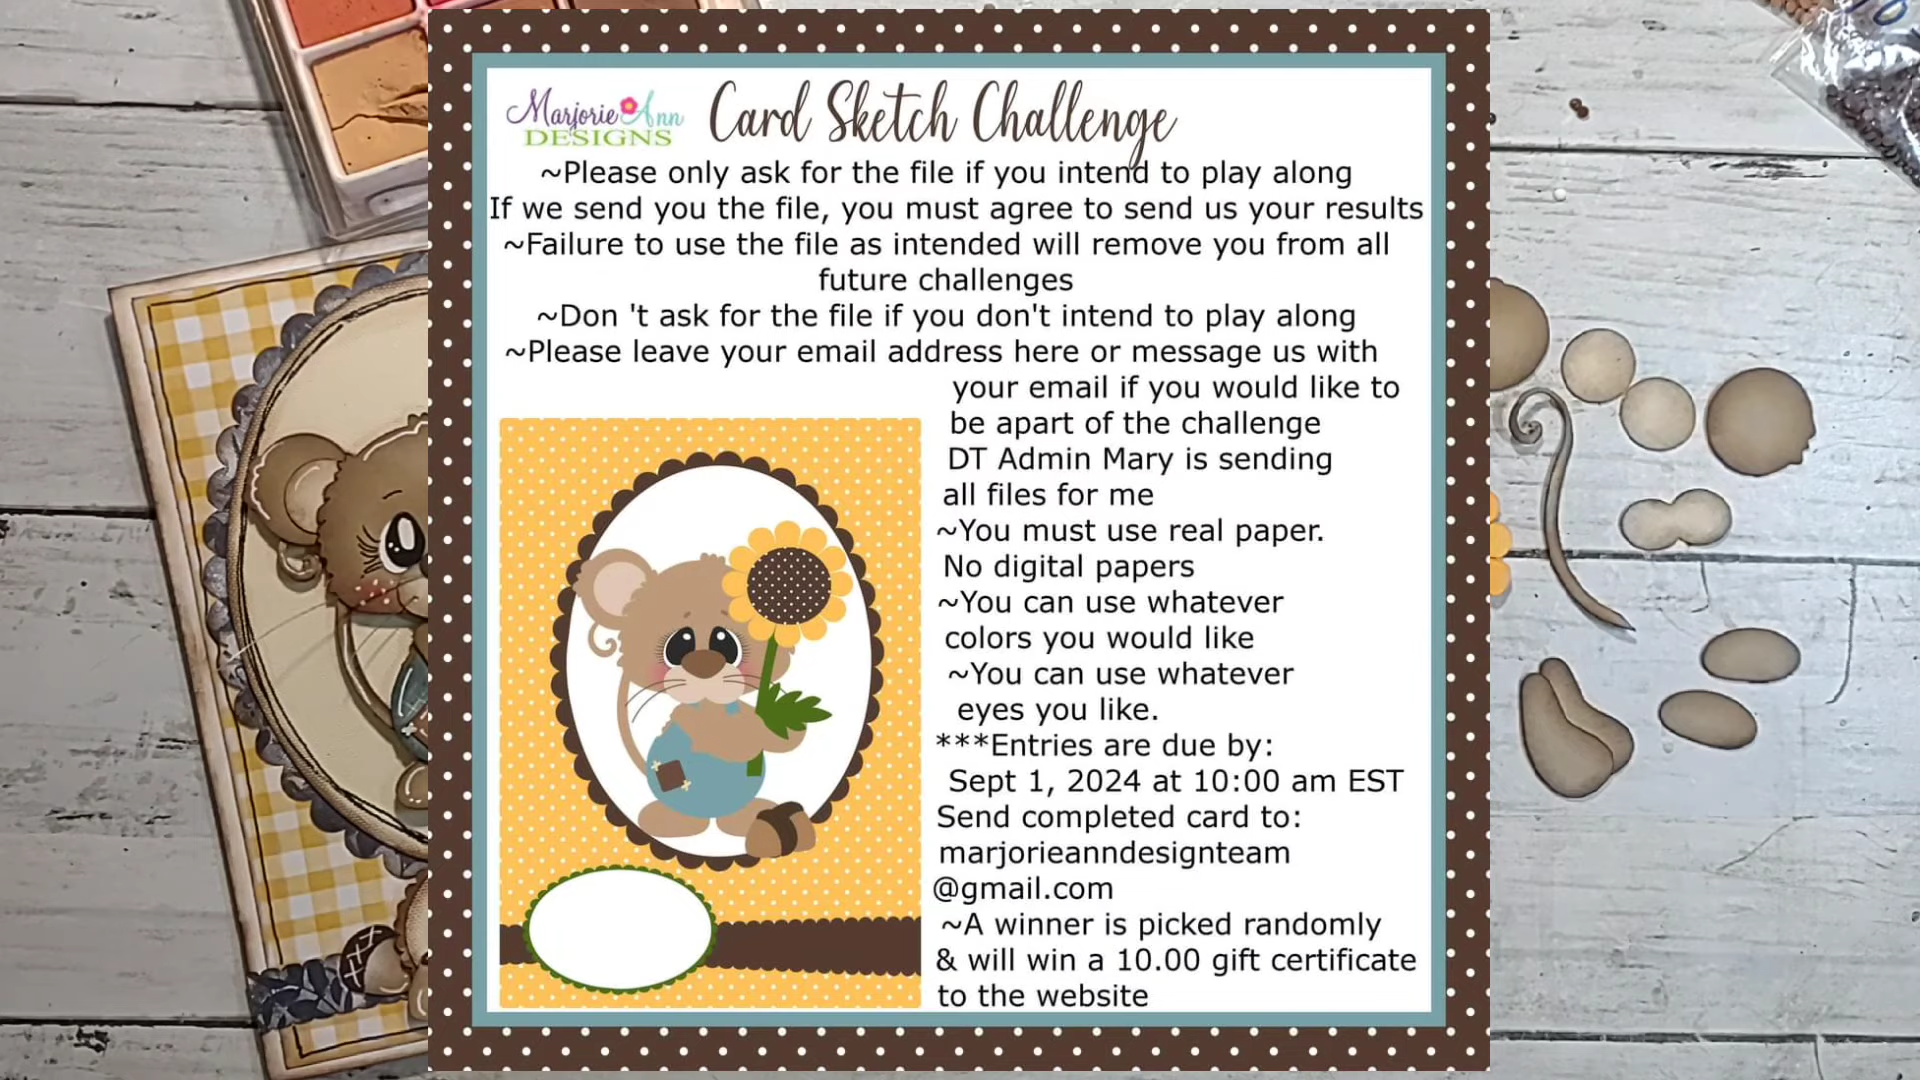 Marjorie Ann
DESIGNS
Card Sketch Challenge
~Please only ask for the file if you intend to play along
If we send you the file, you must agree to send us your results
~Failure to use the file as intended will remove you from all
future challenges
~Don 't ask for the file if you don't intend to play along
~Please leave your email address here or message us with
your email if you would like to
be apart of the challenge
DT Admin Mary is sending
all files for me
~You must use real paper.
No digital papers
~You can use whatever
colors you would like
~You can use whatever
eyes you like.
***Entries are due by:
Sept 1, 2024 at 10:00 am EST
Send completed card to:
marjorieanndesignteam
@gmail.com
~A winner is picked randomly
& will win a 10.00 gift certificate
to the website